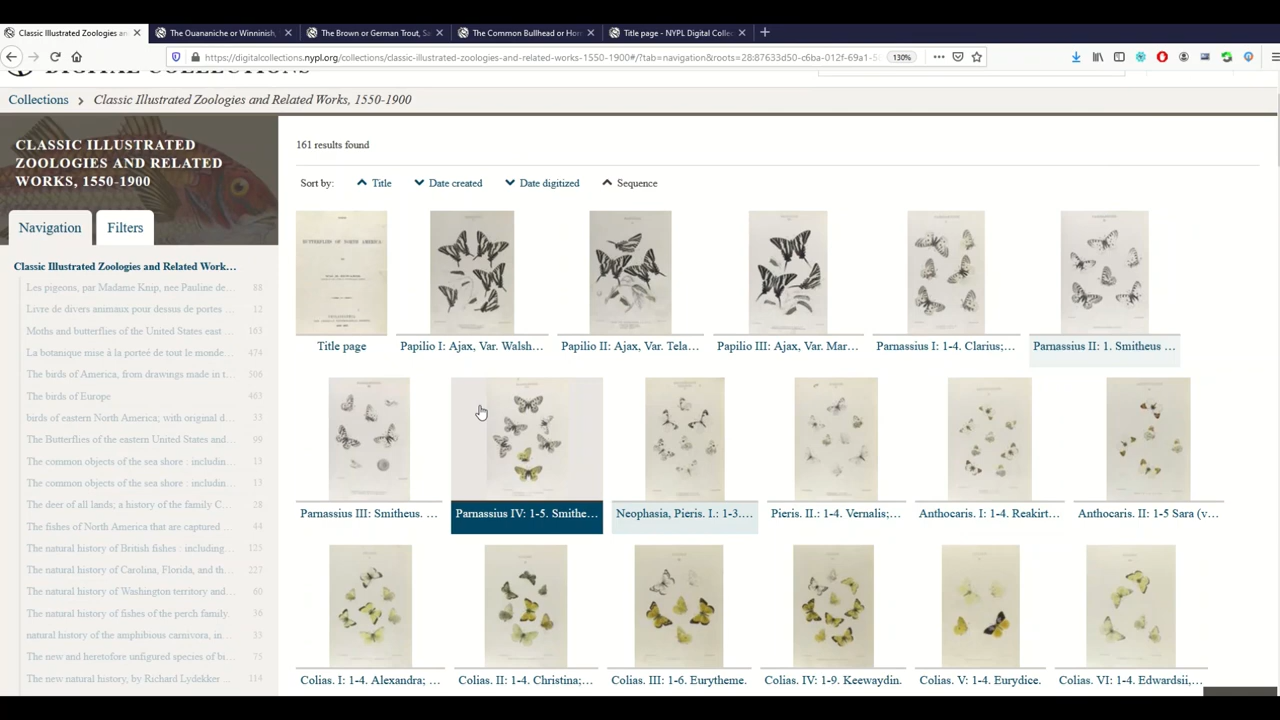 Classic Illustrated Zoologies and
The Ouananiche or Winninish,
The Brown or German Trout, Sa
The Common Bullhead or Hor
Title page - NYPL Digital Colle
https://digitalcollections.nypl.org/collections/classic-illustrated-zoologies-and-related-works-1550-1900#/?tab=navigation&roots=28:87633d50-c6ba-012f-69a1-5
130%
DIGITAL COLLECTIONS
Collections > Classic Illustrated Zoologies and Related Works, 1550-1900
CLASSIC ILLUSTRATED
ZOOLOGIES AND RELATED
WORKS, 1550-1900
Navigation Filters
Classic Illustrated Zoologies and Related Work...
Les pigeons, par Madame Knip, nee Pauline de... 88
Livre de divers animaux pour dessus de portes ... 12
Moths and butterflies of the United States east ... 163
La botanique mise à la porteé de tout le monde... 474
The birds of America, from drawings made in t... 506
The birds of Europe 463
birds of eastern North America; with original d... 33
The Butterflies of the eastern United States and... 99
The common objects of the sea shore : includin... 13
The common objects of the sea shore : includin... 13
The deer of all lands; a history of the family C... 28
The fishes of North America that are captured ... 44
The natural history of British fishes : including... 125
The natural history of Carolina, Florida, and th... 227
The natural history of Washington territory and... 60
The natural history of fishes of the perch family. 36
natural history of the amphibious carnivora, in... 33
The new and heretofore unfigured species of bi... 75
The new natural history, by Richard Lydekker ... 114
161 results found
Sort by: Title Date created Date digitized Sequence
BUTTERFLIES OF NORTH AMERICA
Title page
Papilio I: Ajax, Var. Walsh...
Papilio II: Ajax, Var. Tela...
Papilio III: Ajax, Var. Mar...
Parnassius I: 1-4. Clarius;...
Parnassius II: 1. Smitheus ...
Parnassius III: Smitheus. ...
Parnassius IV: 1-5. Smithe...
Neophasia, Pieris. I.: 1-3....
Pieris. II.: 1-4. Vernalis;...
Anthocaris. I: 1-4. Reakirt...
Anthocaris. II: 1-5 Sara (v...
Colias. I: 1-4. Alexandra; ...
Colias. II: 1-4. Christina;...
Colias. III: 1-6. Eurytheme.
Colias. IV: 1-9. Keewaydin.
Colias. V: 1-4. Eurydice.
Colias. VI: 1-4. Edwardsii,...